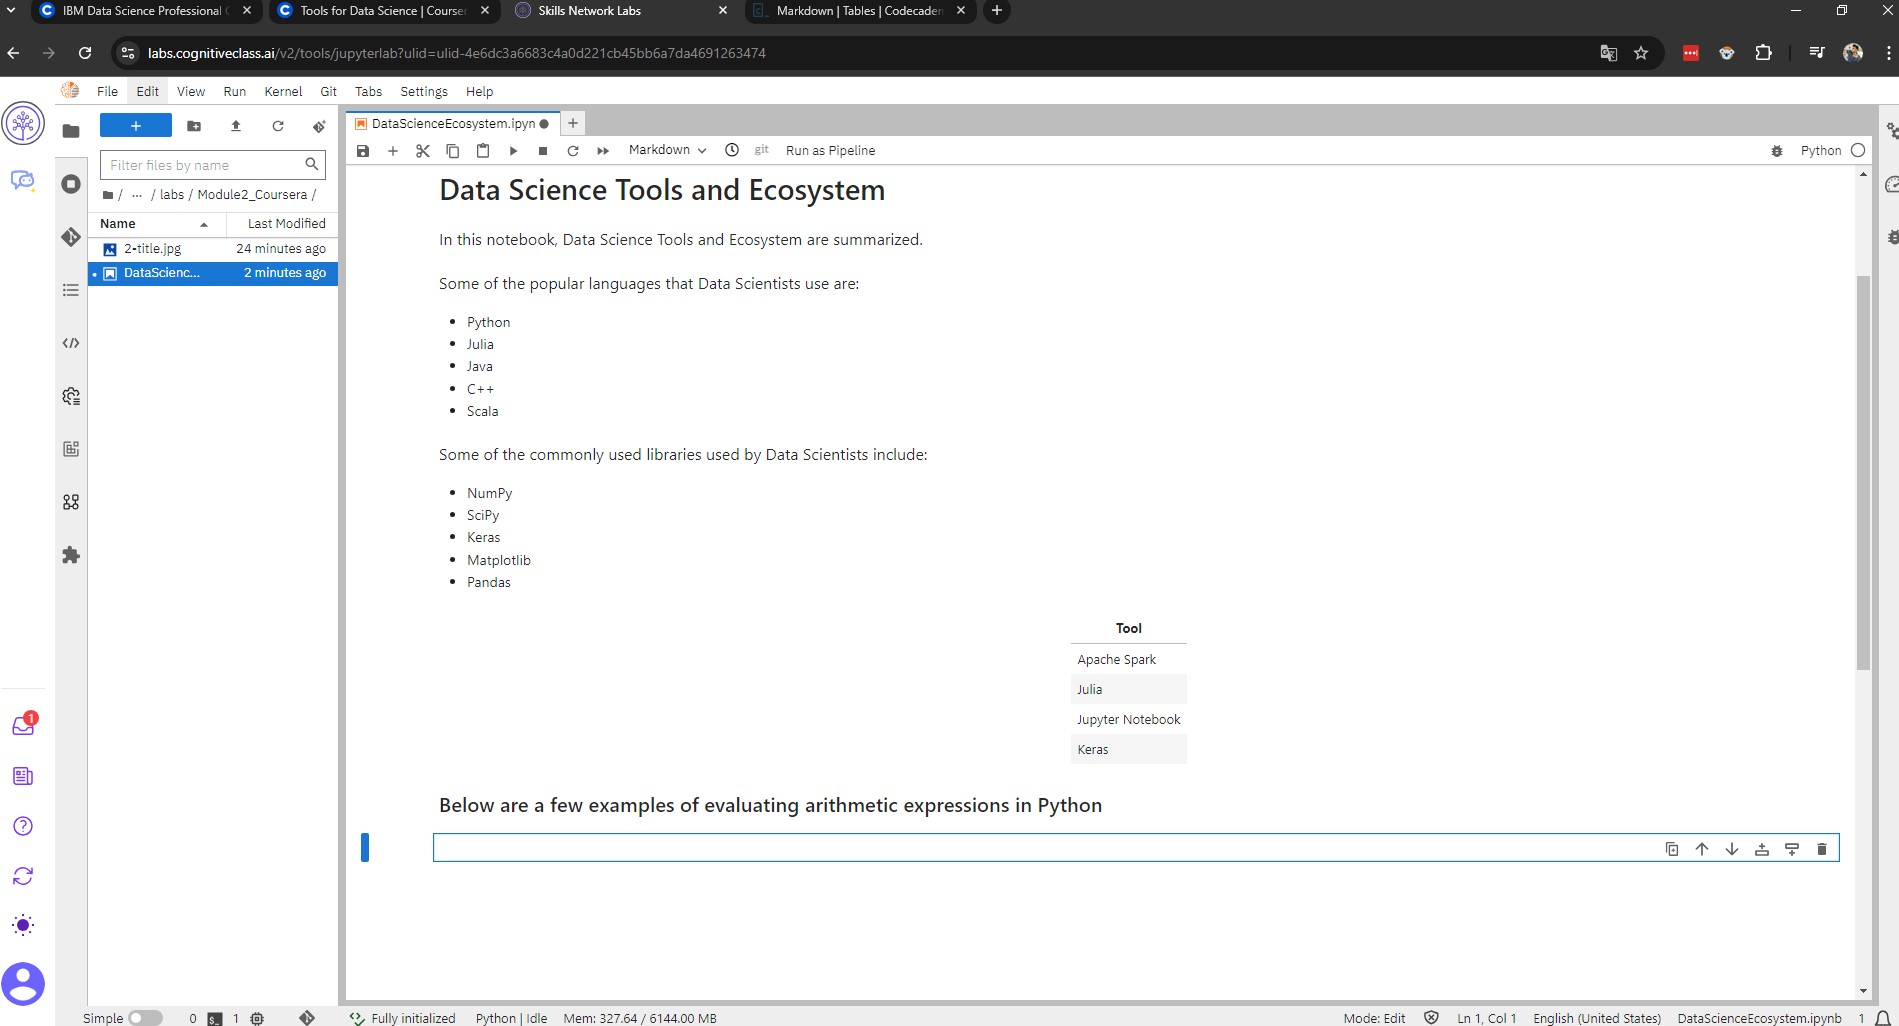 IBM Data Science Professional
Tools for Data Science | Courser
Skills Network Labs
Markdown | Tables | Codecaden
labs.cognitiveclass.ai/v2/tools/jupyterlab?ulid=ulid-4e6dc3a6683c4a0d221cb45bb6a7da4691263474
File Edit View Run Kernel Git Tabs Settings Help
DataScienceEcosystem.ipyn
Markdown
git
Run as Pipeline
Python
Filter files by name
/ ... / labs / Module2_Coursera /
Name Last Modified
2-title.jpg 24 minutes ago
DataScienc... 2 minutes ago
Data Science Tools and Ecosystem
In this notebook, Data Science Tools and Ecosystem are summarized.
Some of the popular languages that Data Scientists use are:
• Python
• Julia
• Java
• C++
• Scala
Some of the commonly used libraries used by Data Scientists include:
• NumPy
• SciPy
• Keras
• Matplotlib
• Pandas
Tool
Apache Spark
Julia
Jupyter Notebook
Keras
Below are a few examples of evaluating arithmetic expressions in Python
1
Simple 0 $_ 1 Fully initialized Python | Idle Mem: 327.64 / 6144.00 MB Mode: Edit Ln 1, Col 1 English (United States) DataScienceEcosystem.ipynb 1